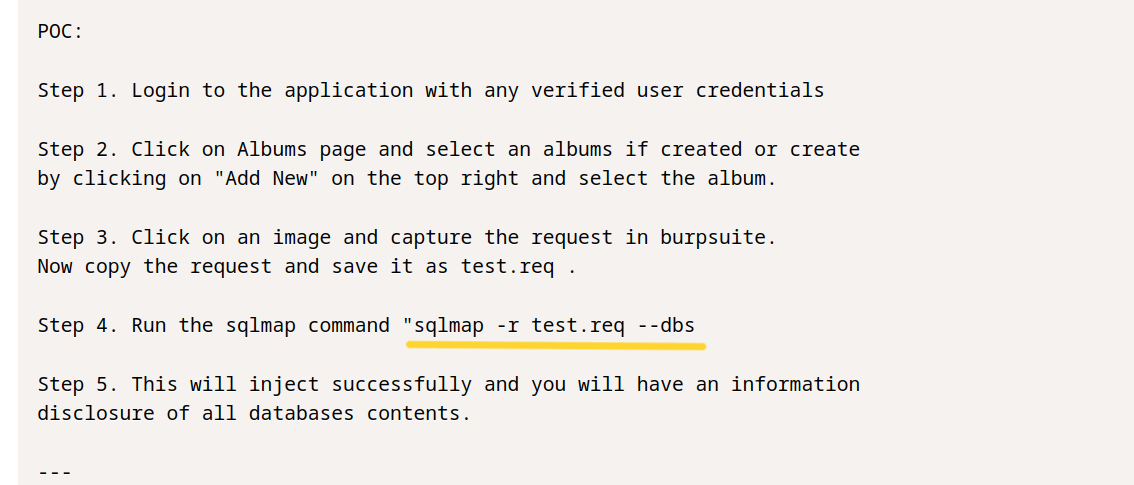 POC:
Step 1. Login to the application with any verified user credentials
Step 2. Click on Albums page and select an albums if created or create
by clicking on "Add New" on the top right and select the album.
Step 3. Click on an image and capture the request in burpsuite.
Now copy the request and save it as test.req .
Step 4. Run the sqlmap command "sqlmap -r test.req --dbs
Step 5. This will inject successfully and you will have an information
disclosure of all databases contents.
---